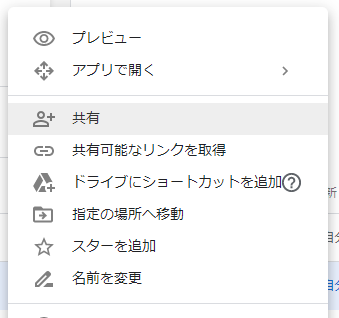 プレビュー
アプリで開く
共有
共有可能なリンクを取得
ドライブにショートカットを追加
指定の場所へ移動
スターを追加
名前を変更